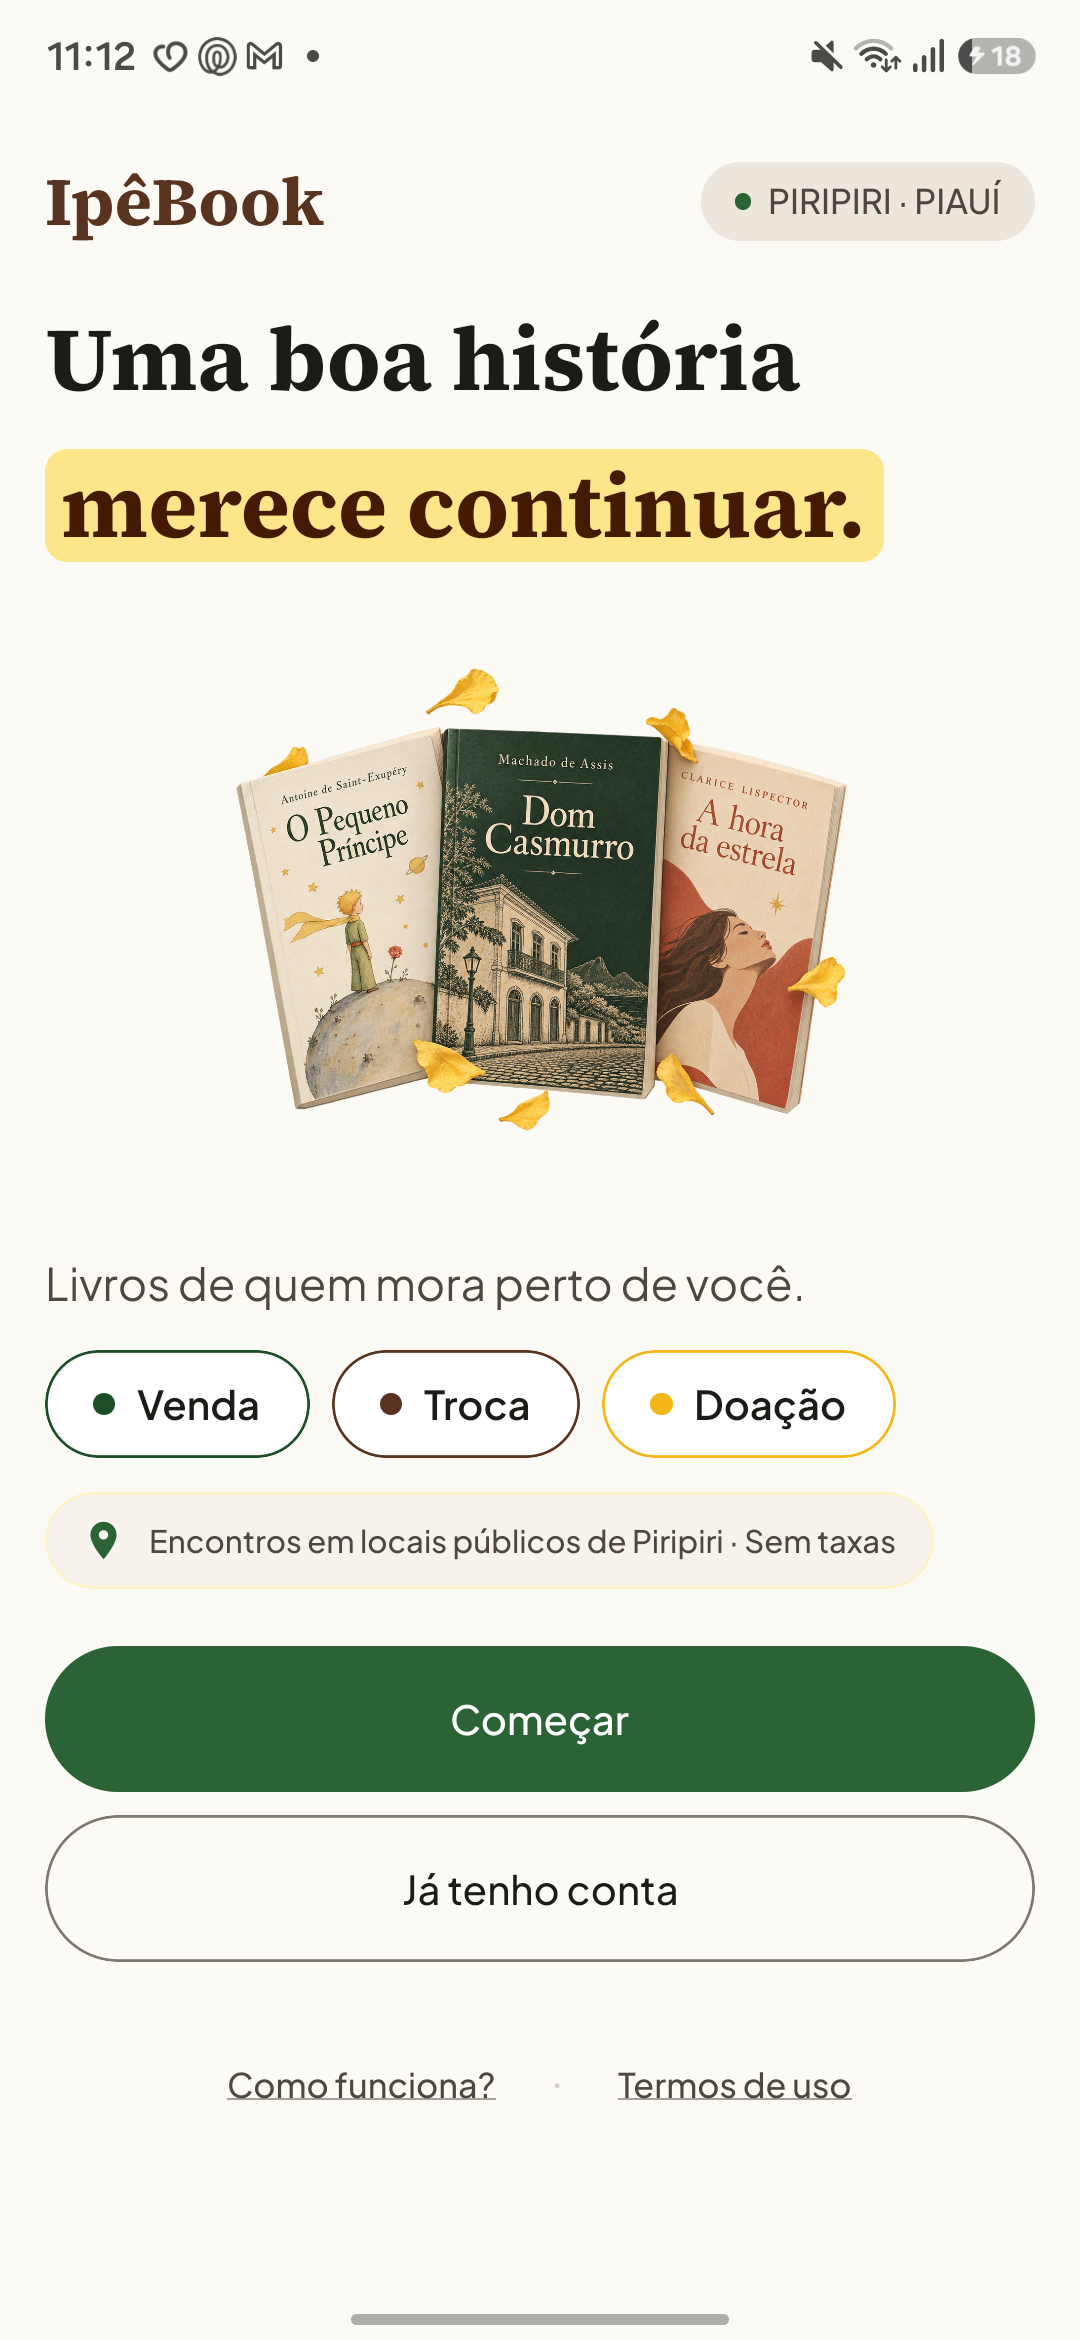 11:12
18
IpêBook
PIRIPIRI · PIAUÍ
Uma boa história
merece continuar.
Antoine de Saint-Exupéry
O Pequeno
Príncipe
Machado de Assis
Dom
Casmurro
CLARICE LISPECTOR
A hora
da estrela
Livros de quem mora perto de você.
Venda
Troca
Doação
Encontros em locais públicos de Piripiri · Sem taxas
Começar
Já tenho conta
Como funciona? · Termos de uso